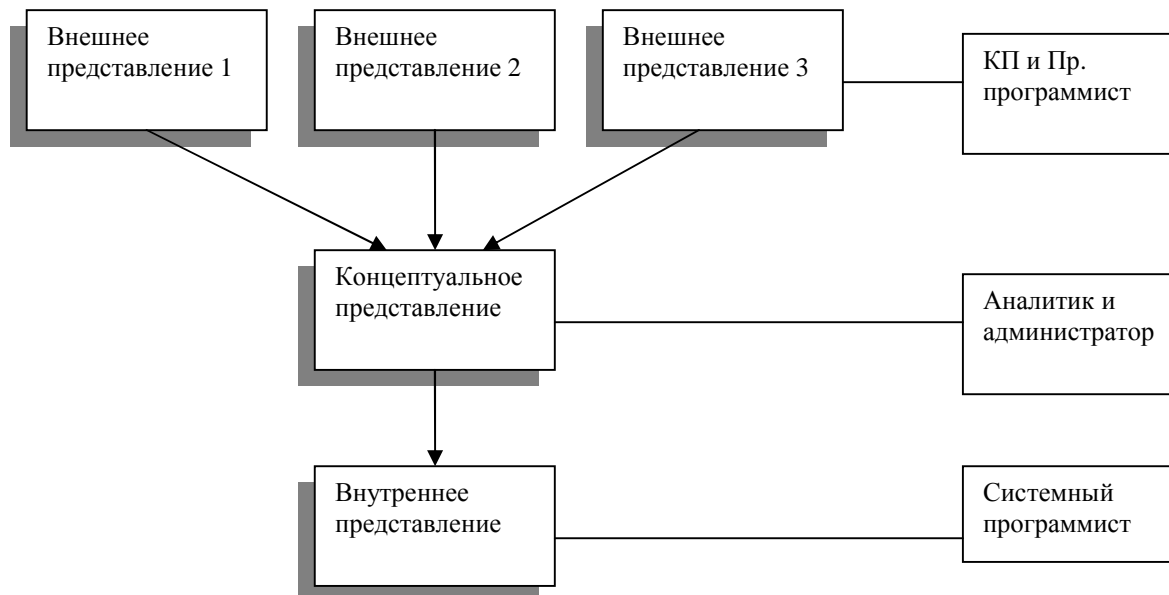 Внешнее
представление 1
Внешнее
представление 2
Внешнее
представление 3
КП и Пр.
программист
Концептуальное
представление
Аналитик и
администратор
Внутреннее
представление
Системный
программист